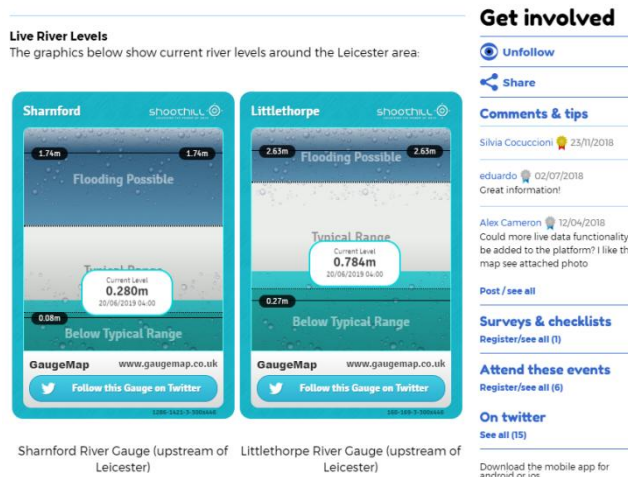 Live River Levels
The graphics below show current river levels around the Leicester area:
Sharnford
shoothill
1.74m
1.74m
Flooding Possible
Typical Range
Current Level
0.280m
20/06/2019 04:00
0.08m
Below Typical Range
GaugeMap
www.gaugemap.co.uk
Follow this Gauge on Twitter
Sharnford River Gauge (upstream of
Leicester)
Littlethorpe
shoothill
2.63m
2.63m
Flooding Possible
Typical Range
Current Level
0.784m
20/06/2019 04:00
0.27m
Below Typical Range
GaugeMap
www.gaugemap.co.uk
Follow this Gauge on Twitter
Littlethorpe River Gauge (upstream of
Leicester)
Get involved
Unfollow
Share
Comments & tips
Silvia Cocuccioni 23/11/2018
eduardo 02/07/2018
Great information!
Alex Cameron 12/04/2018
Could more live data functionality
be added to the platform? I like th
map see attached photo
Post / see all
Surveys & checklists
Register/see all (1)
Attend these events
Register/see all (6)
On twitter
See all (15)
Download the mobile app for
android or ios